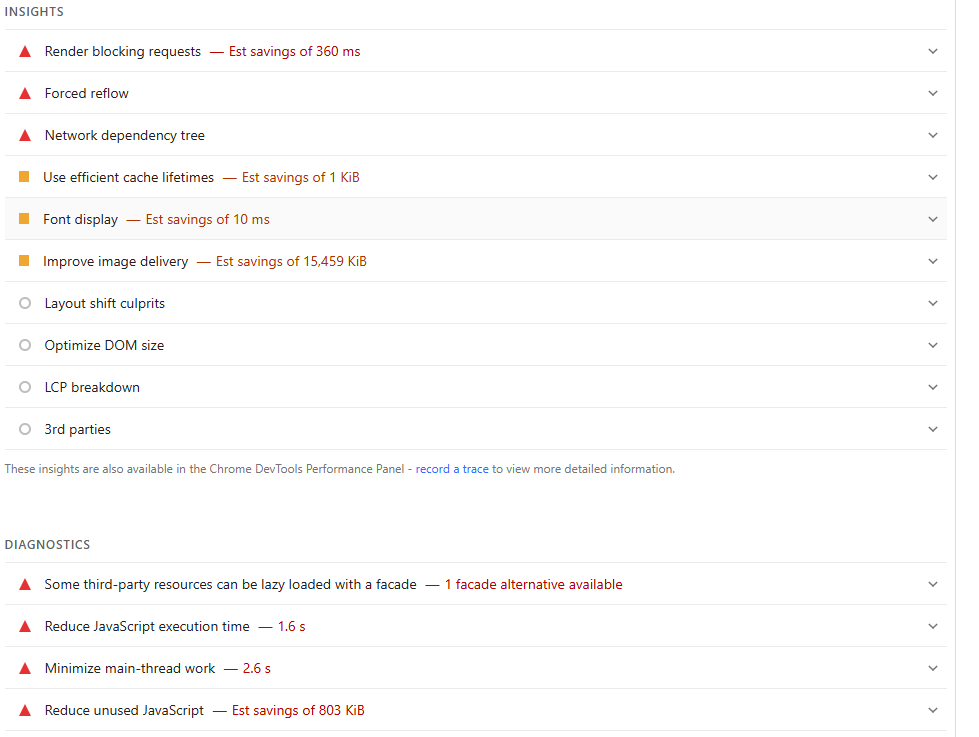 INSIGHTS
Render blocking requests — Est savings of 360 ms
Forced reflow
Network dependency tree
Use efficient cache lifetimes — Est savings of 1 KiB
Font display — Est savings of 10 ms
Improve image delivery — Est savings of 15,459 KiB
Layout shift culprits
Optimize DOM size
LCP breakdown
3rd parties
These insights are also available in the Chrome DevTools Performance Panel - record a trace to view more detailed information.
DIAGNOSTICS
Some third-party resources can be lazy loaded with a facade — 1 facade alternative available
Reduce JavaScript execution time — 1.6 s
Minimize main-thread work — 2.6 s
Reduce unused JavaScript — Est savings of 803 KiB